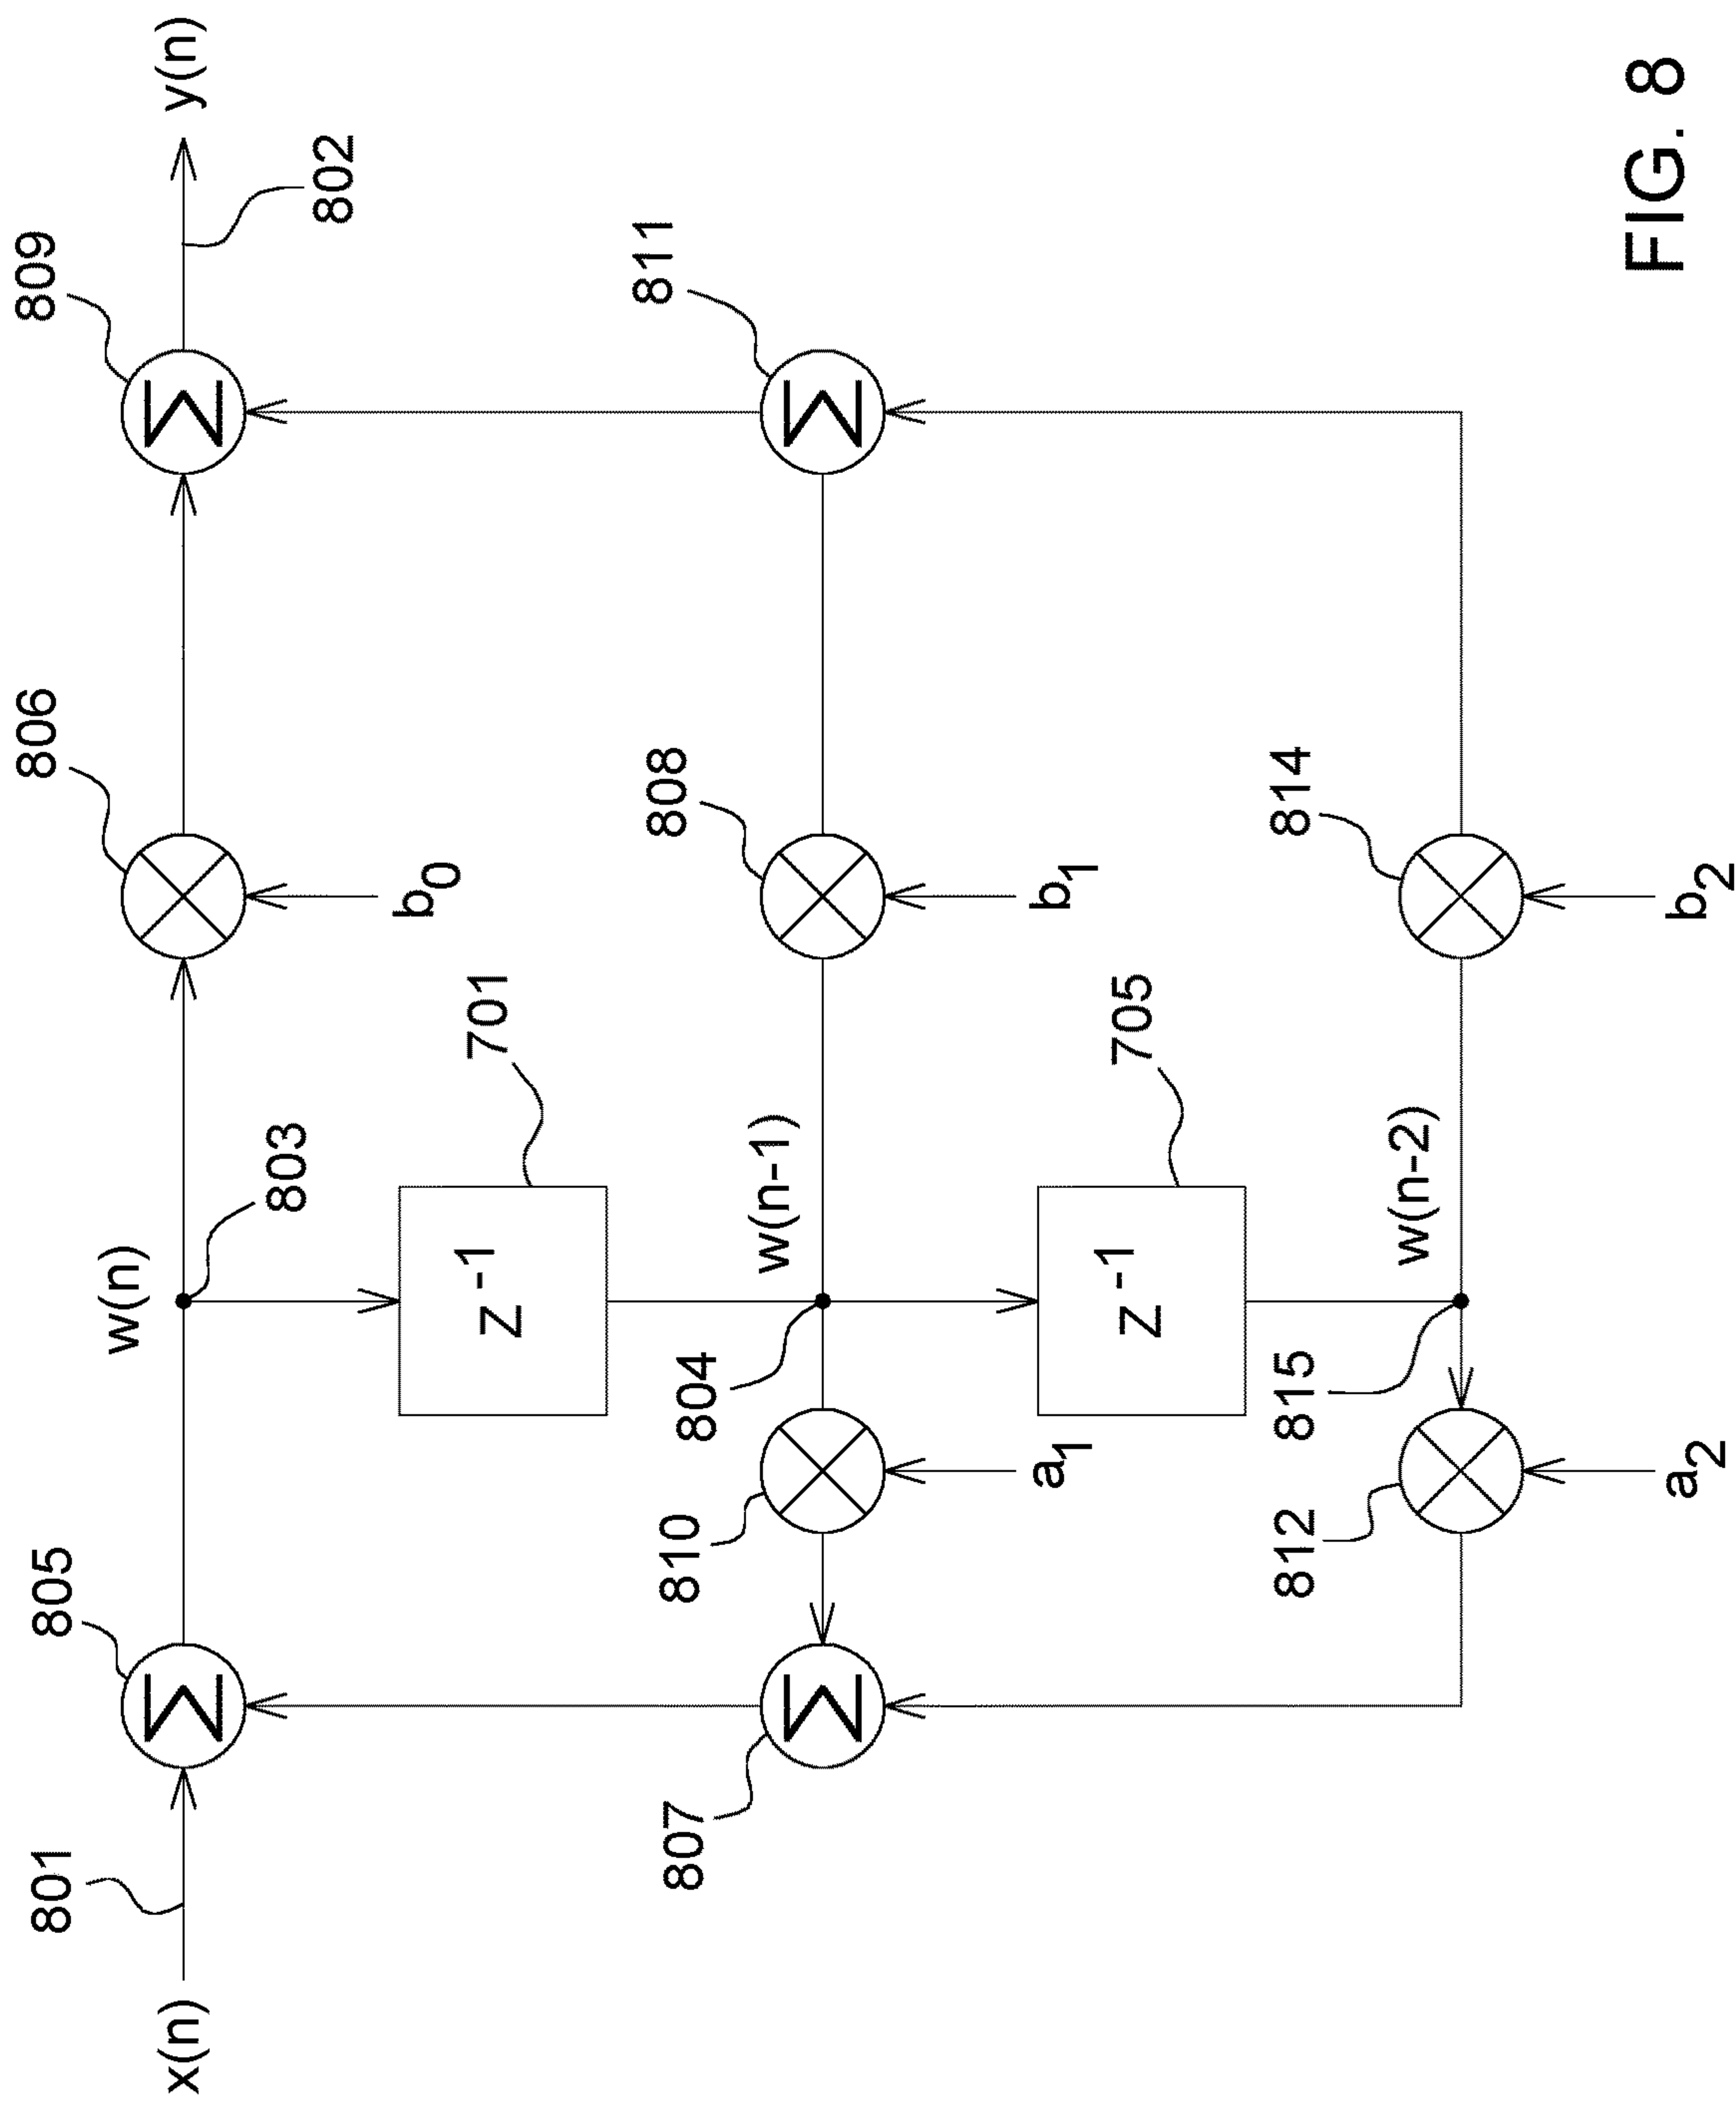 805
806
809
801
w(n)
x(n)
y(n)
803
b0
802
701
z-1
804
w(n-1)
808
811
807
810
a1
b1
705
z-1
815
w(n-2)
814
812
a2
b2
FIG. 8
Σ
Σ
Σ
Σ